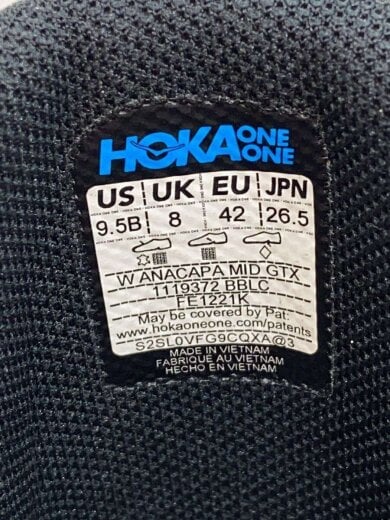 HOKA ONE ONE
US UK EU JPN
9.5B 8 42 26.5
W ANACAPA MID GTX
1119372 BBLC
FE1221K
May be covered by Pat:
www.hokaoneone.com/patents
S2SL0VFG9CQXA@3
MADE IN VIETNAM
FABRIQUE AU VIETNAM
HECHO EN VIETNAM